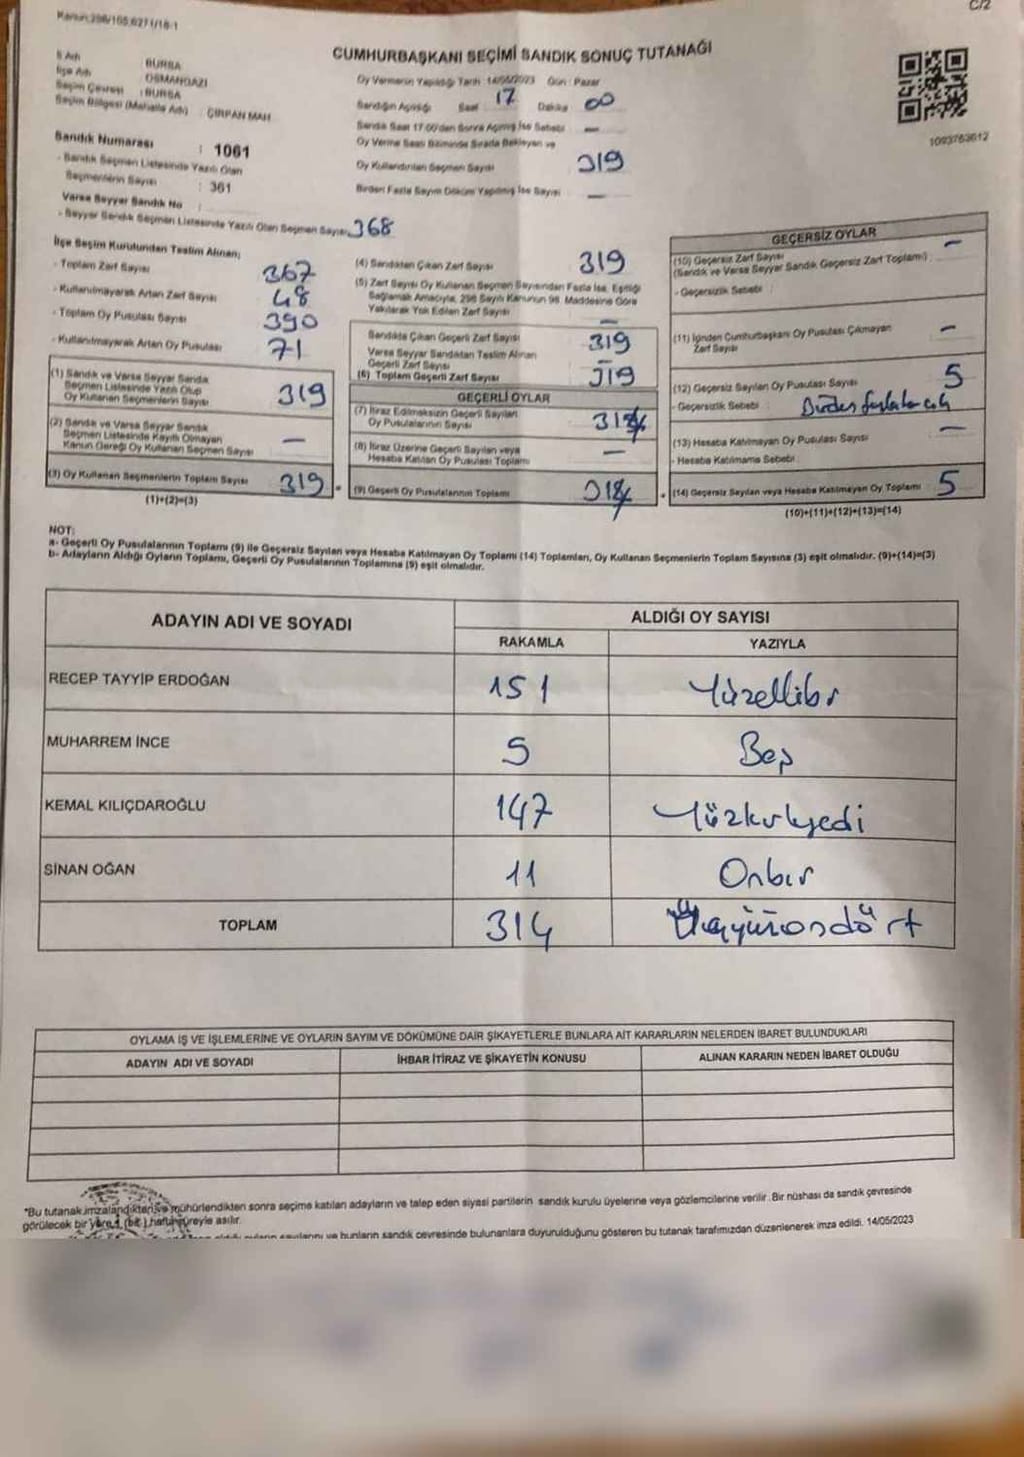 Kanun:298/105,6271/18-1
C/2
CUMHURBAŞKANI SEÇİMİ SANDIK SONUÇ TUTANAĞI
İl Adı : BURSA
İlçe Adı : OSMANGAZİ
Seçim Çevresi : BURSA
Seçim Bölgesi (Mahalle Adı) : ÇIRPAN MAH.
Sandık Numarası : 1061
- Sandık Seçmen Listesinde Yazılı Olan
Seçmenlerin Sayısı : 361
Varsa Seyyar Sandık No :
- Seyyar Sandık Seçmen Listesinde Yazılı Olan Seçmen Sayısı 368
Oy Vermenin Yapıldığı Tarih :14/05/2023 Gün : Pazar
Sandığın Açılışı Saat 17 Dakika 00
Sandık Saat 17:00'den Sonra Açılmış İse Sebebi —
Oy Verme Saati Bitiminde Sırada Bekleyen ve
Oy Kullandırılan Seçmen Sayısı 319
Birden Fazla Sayım Döküm Yapılmış İse Sayısı —
1093763612
İlçe Seçim Kurulundan Teslim Alınan;
- Toplam Zarf Sayısı 367
- Kullanılmayarak Artan Zarf Sayısı 48
- Toplam Oy Pusulası Sayısı 390
- Kullanılmayarak Artan Oy Pusulası 71
(1) Sandık ve Varsa Seyyar Sandık
Seçmen Listesinde Yazılı Olup
Oy Kullanan Seçmenlerin Sayısı 319
(2) Sandık ve Varsa Seyyar Sandık
Seçmen Listesinde Kayıtlı Olmayan
Kanun Gereği Oy Kullanan Seçmen Sayısı —
(3) Oy Kullanan Seçmenlerin Toplam Sayısı 319
(1)+(2)=(3)
(4) Sandıktan Çıkan Zarf Sayısı 319
(5) Zarf Sayısı Oy Kullanan Seçmen Sayısından Fazla İse, Eşitliği
Sağlamak Amacıyla, 298 Sayılı Kanunun 98. Maddesine Göre
Yakılarak Yok Edilen Zarf Sayısı —
Sandıkta Çıkan Geçerli Zarf Sayısı 319
Varsa Seyyar Sandıktan Teslim Alınan
Geçerli Zarf Sayısı —
(6) Toplam Geçerli Zarf Sayısı 319
GEÇERLİ OYLAR
(7) İtiraz Edilmeksizin Geçerli Sayılan
Oy Pusulalarının Sayısı
(8) İtiraz Üzerine Geçerli Sayılan veya
Hesaba Katılan Oy Pusulası Toplamı —
(9) Geçerli Oy Pusulalarının Toplamı
GEÇERSİZ OYLAR
(10) Geçersiz Zarf Sayısı —
(Sandık ve Varsa Seyyar Sandık Geçersiz Zarf Toplamı)
- Geçersizlik Sebebi :
(11) İçinden Cumhurbaşkanı Oy Pusulası Çıkmayan
Zarf Sayısı —
(12) Geçersiz Sayılan Oy Pusulası Sayısı 5
- Geçersizlik Sebebi :
(13) Hesaba Katılmayan Oy Pusulası Sayısı —
- Hesaba Katılmama Sebebi
(14) Geçersiz Sayılan veya Hesaba Katılmayan Oy Toplamı 5
(10)+(11)+(12)+(13)=(14)
NOT:
a- Geçerli Oy Pusulalarının Toplamı (9) ile Geçersiz Sayılan veya Hesaba Katılmayan Oy Toplamı (14) Toplamları, Oy Kullanan Seçmenlerin Toplam Sayısına (3) eşit olmalıdır. (9)+(14)=(3)
b- Adayların Aldığı Oyların Toplamı, Geçerli Oy Pusulalarının Toplamına (9) eşit olmalıdır.
ADAYIN ADI VE SOYADI ALDIĞI OY SAYISI
RAKAMLA YAZIYLA
RECEP TAYYİP ERDOĞAN 151 Yüzellibir
MUHARREM İNCE 5 Beş
KEMAL KILIÇDAROĞLU 147 Yüzkırkyedi
SİNAN OĞAN 11 Onbir
TOPLAM 314 Üçyüzondört
OYLAMA İŞ VE İŞLEMLERİNE VE OYLARIN SAYIM VE DÖKÜMÜNE DAİR ŞİKAYETLERLE BUNLARA AİT KARARLARIN NELERDEN İBARET BULUNDUKLARI
ADAYIN ADI VE SOYADI İHBAR İTİRAZ VE ŞİKAYETİN KONUSU ALINAN KARARIN NEDEN İBARET OLDUĞU
*Bu tutanak,imzalandıktan ve mühürlendikten sonra seçime katılan adayların ve talep eden siyasi partilerin sandık kurulu üyelerine veya gözlemcilerine verilir. Bir nüshası da sandık çevresinde
görülecek bir yere 1 (bir) hafta süreyle asılır.
oyların sayılarını ve bunların sandık çevresinde bulunanlara duyurulduğunu gösteren bu tutanak tarafımızdan düzenlenerek imza edildi. 14/05/2023